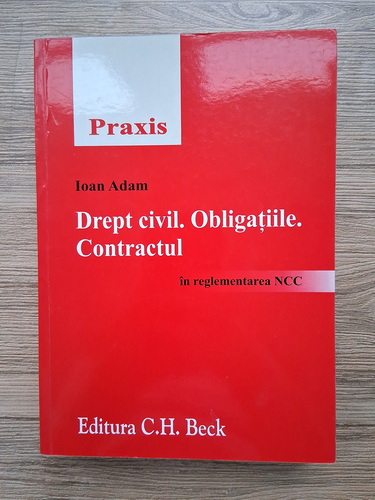 Praxis
Ioan Adam
Drept civil. Obligațiile.
Contractul
în reglementarea NCC
Editura C.H. Beck